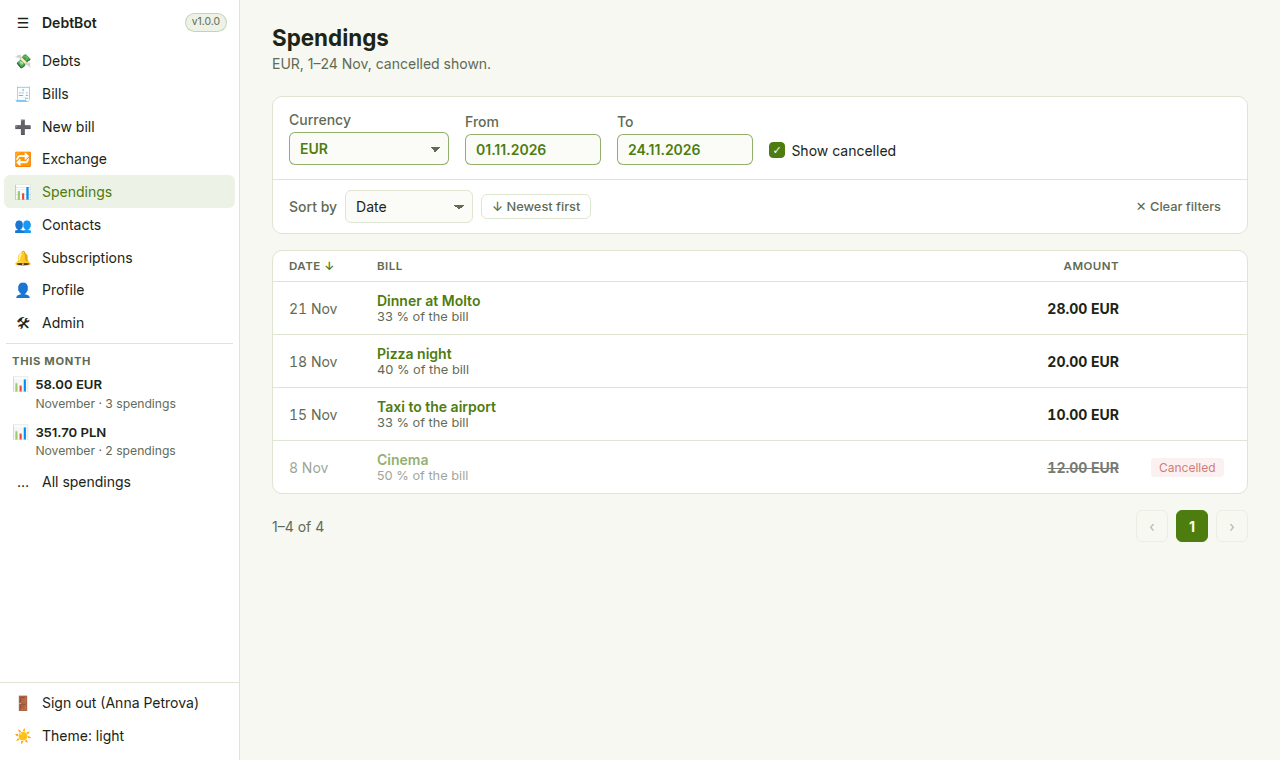 ☰ DebtBot v1.0.0
💸 Debts
🧾 Bills
➕ New bill
🔁 Exchange
📊 Spendings
👥 Contacts
🔔 Subscriptions
👤 Profile
🛠 Admin
THIS MONTH
📊 58.00 EUR
November · 3 spendings
📊 351.70 PLN
November · 2 spendings
… All spendings
🚪 Sign out (Anna Petrova)
☀️ Theme: light
Spendings
EUR, 1–24 Nov, cancelled shown.
Currency From To
EUR 01.11.2026 24.11.2026 ✓ Show cancelled
Sort by Date ↓ Newest first ✕ Clear filters
DATE ↓ BILL AMOUNT
21 Nov Dinner at Molto 28.00 EUR
33 % of the bill
18 Nov Pizza night 20.00 EUR
40 % of the bill
15 Nov Taxi to the airport 10.00 EUR
33 % of the bill
8 Nov Cinema 12.00 EUR Cancelled
50 % of the bill
1–4 of 4 ‹ 1 ›